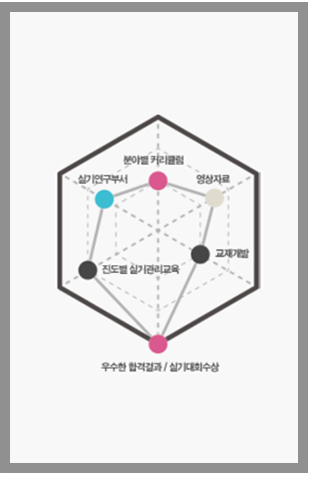 분야별 커리큘럼
실기연구부서
영상자료
교재개발
진도별 실기관리교육
우수한 합격결과 / 실기대회수상